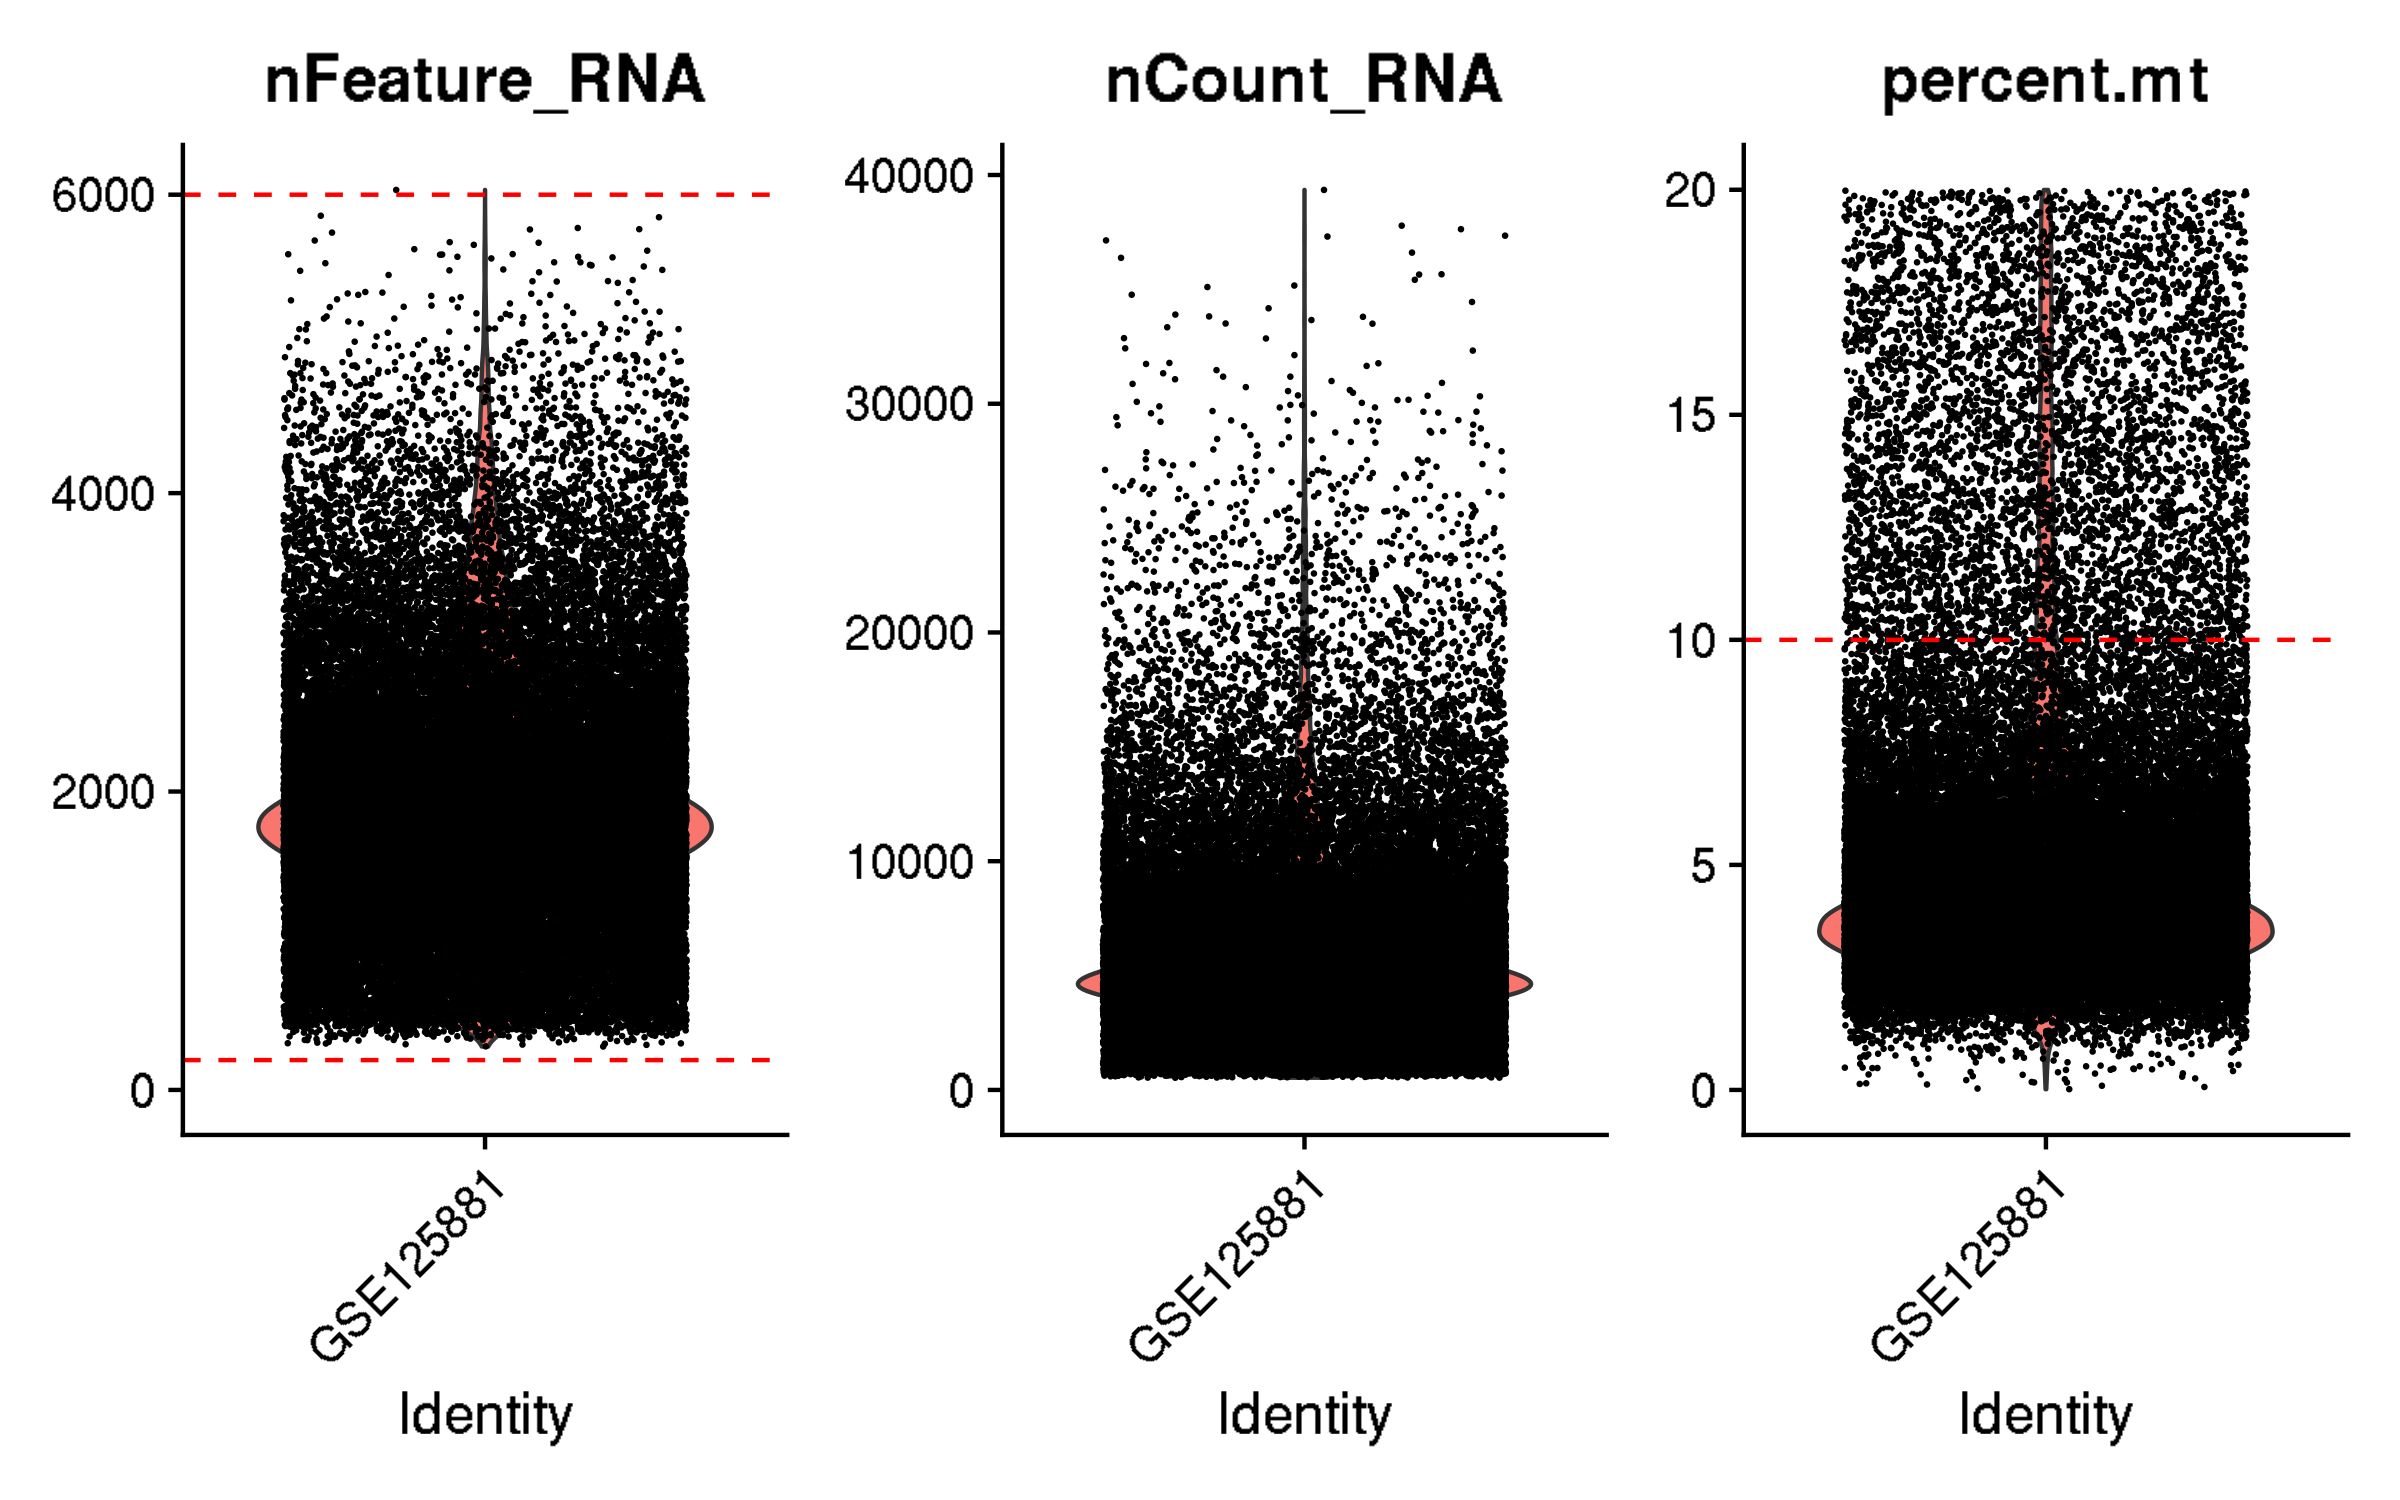 nFeature_RNA
6000
4000
2000
0
GSE125881
Identity
nCount_RNA
40000
30000
20000
10000
0
GSE125881
Identity
percent.mt
20
15
10
5
0
GSE125881
Identity